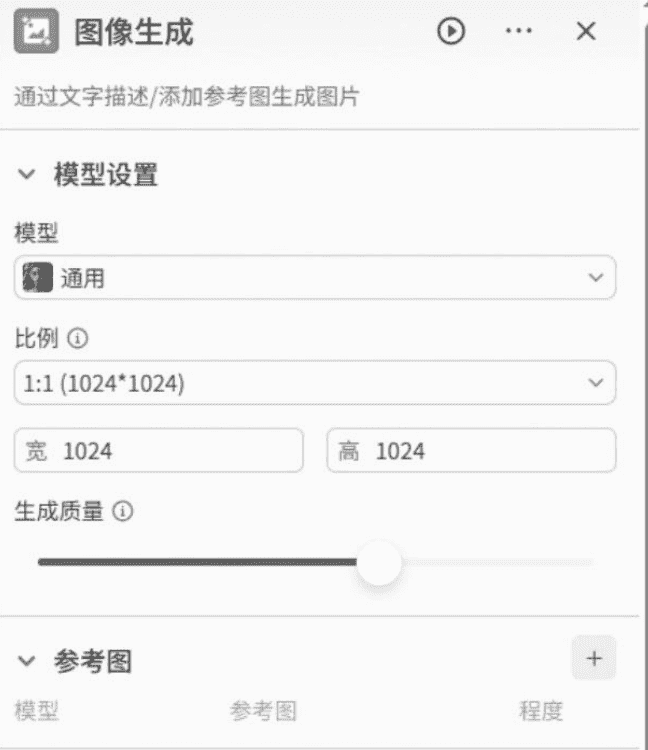 图像生成
通过文字描述/添加参考图生成图片
模型设置
模型
通用
比例
1:1 (1024*1024)
宽 1024 高 1024
生成质量
参考图
模型 参考图 程度